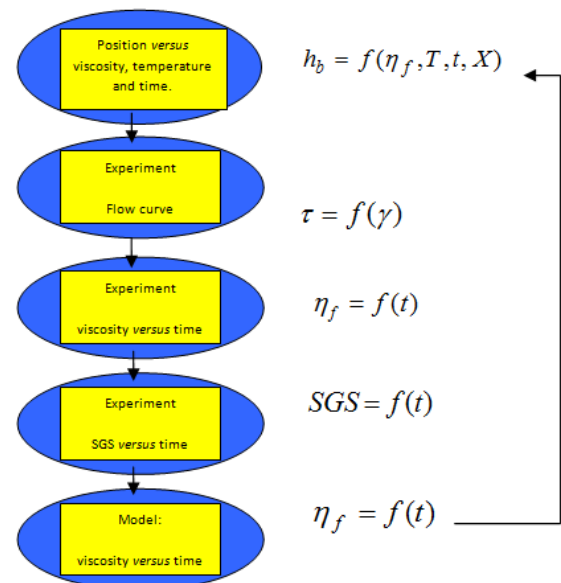 Position versus
viscosity, temperature
and time.
h_b = f(η_f, T, t, X)
Experiment
Flow curve
τ = f(γ)
Experiment
viscosity versus time
η_f = f(t)
Experiment
SGS versus time
SGS = f(t)
Model:
viscosity versus time
η_f = f(t)